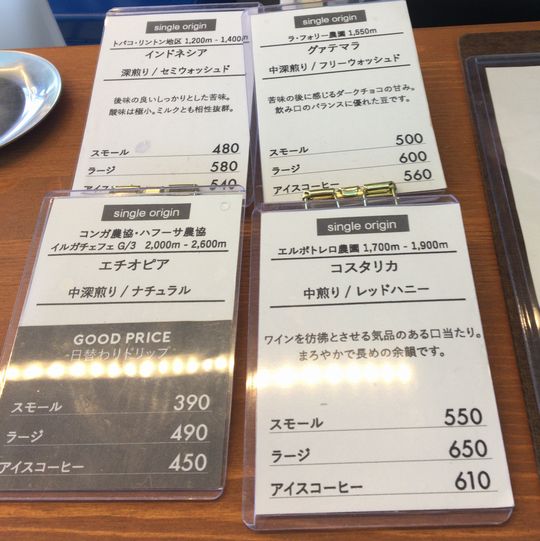 single origin
トバコ・リントン地区 1,200m - 1,400m
インドネシア
深煎り / セミウォッシュド
後味の良いしっかりとした苦味。
酸味は極小。ミルクとも相性抜群。
スモール 480
ラージ 580
アイスコーヒー 540
single origin
ラ・フォリー農園 1,550m
グァテマラ
中深煎り / フリーウォッシュド
苦味の後に感じるダークチョコの甘み。
飲み口のバランスに優れた豆です。
スモール 500
ラージ 600
アイスコーヒー 560
single origin
コンガ農協・ハフーサ農協
イルガチェフェ G/3 2,000m - 2,600m
エチオピア
中深煎り / ナチュラル
GOOD PRICE
-日替わりドリップ-
スモール 390
ラージ 490
アイスコーヒー 450
single origin
エルポトレロ農園 1,700m - 1,900m
コスタリカ
中煎り / レッドハニー
ワインを彷彿とさせる気品のある口当たり。
まろやかで長めの余韻です。
スモール 550
ラージ 650
アイスコーヒー 610